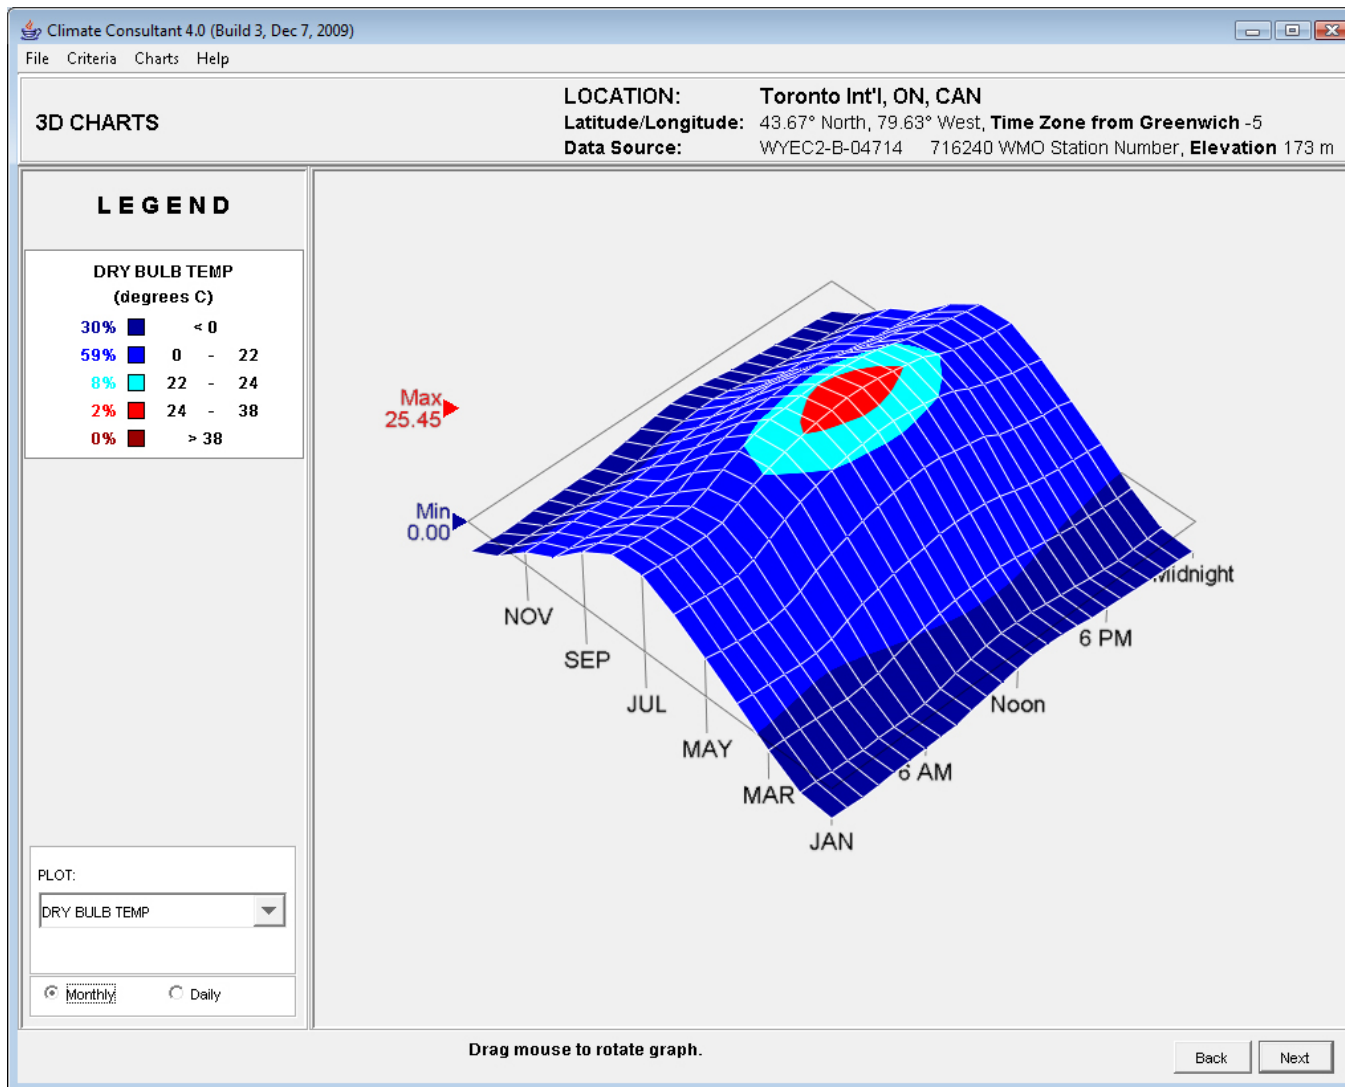 Climate Consultant 4.0 (Build 3, Dec 7, 2009)
File Criteria Charts Help
3D CHARTS
LOCATION: Toronto Int'l, ON, CAN
Latitude/Longitude: 43.67° North, 79.63° West, Time Zone from Greenwich -5
Data Source: WYEC2-B-04714 716240 WMO Station Number, Elevation 173 m
LEGEND
DRY BULB TEMP
(degrees C)
30% < 0
59% 0 - 22
8% 22 - 24
2% 24 - 38
0% > 38
PLOT:
DRY BULB TEMP
Monthly Daily
Max
25.45
Min
0.00
NOV
SEP
JUL
MAY
MAR
JAN
6 AM
Noon
6 PM
Midnight
Drag mouse to rotate graph.
Back Next